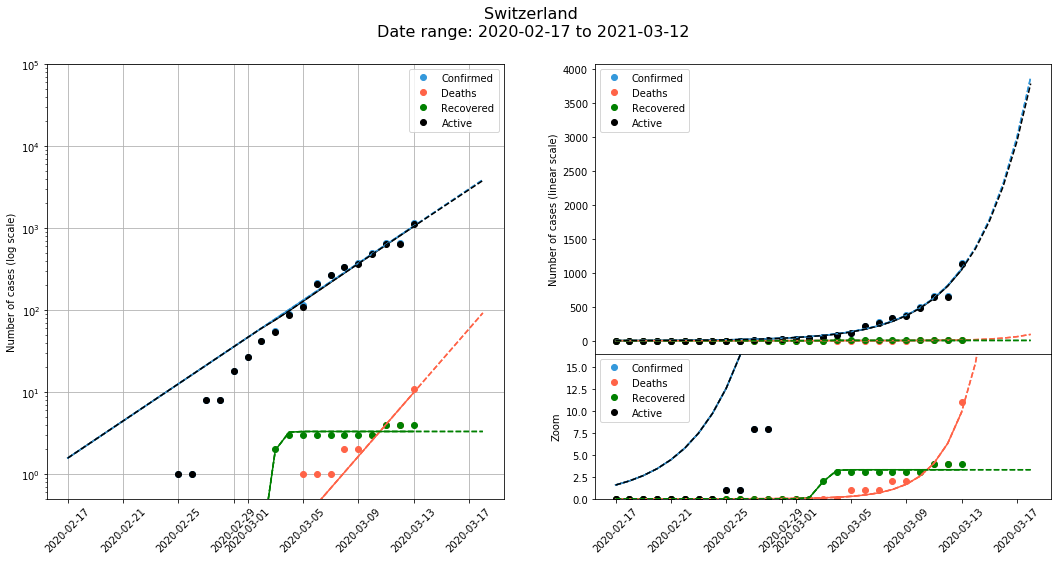 Switzerland
Date range: 2020-02-17 to 2021-03-12
Number of cases (log scale)
10^5
10^4
10^3
10^2
10^1
10^0
Confirmed
Deaths
Recovered
Active
2020-02-17
2020-02-21
2020-02-25
2020-02-29
2020-03-01
2020-03-05
2020-03-09
2020-03-13
2020-03-17
Number of cases (linear scale)
4000
3500
3000
2500
2000
1500
1000
500
0
Confirmed
Deaths
Recovered
Active
Zoom
15.0
12.5
10.0
7.5
5.0
2.5
0.0
Confirmed
Deaths
Recovered
Active
2020-02-17
2020-02-21
2020-02-25
2020-02-29
2020-03-01
2020-03-05
2020-03-09
2020-03-13
2020-03-17